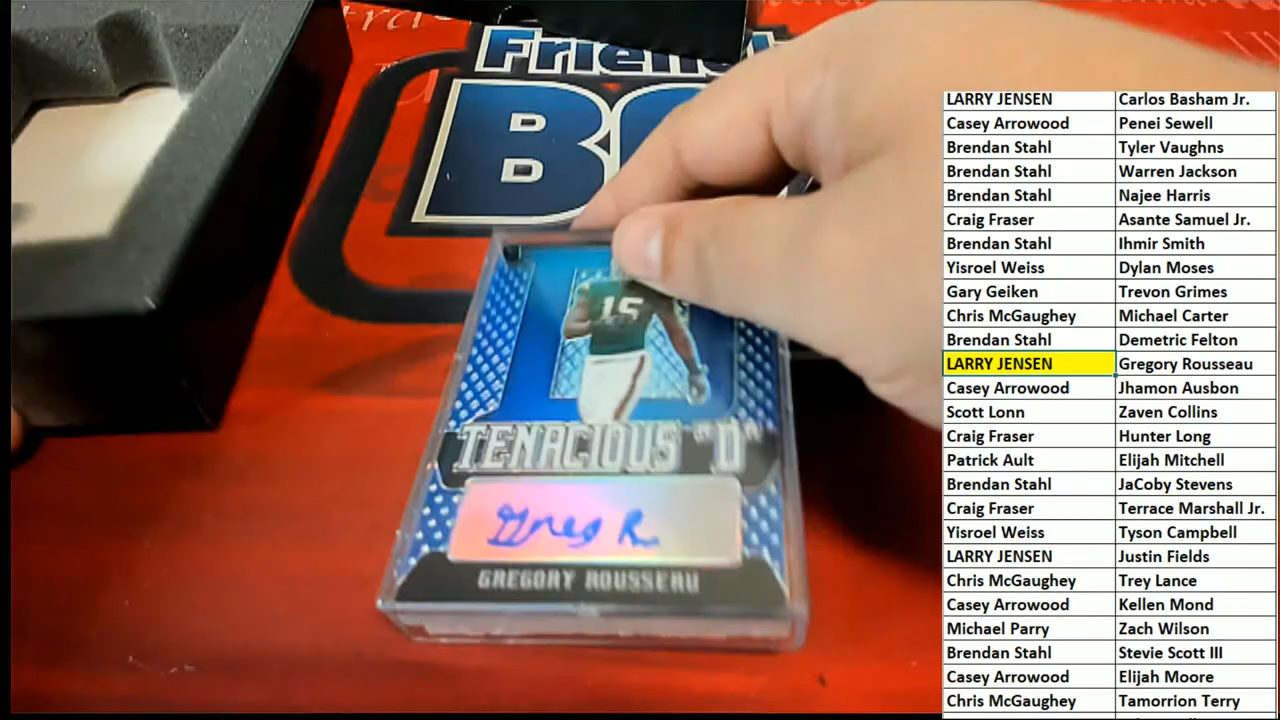 Friend
B
15
TENACIOUS "D"
Greg R
GREGORY ROUSSEAU
LARRY JENSEN Carlos Basham Jr.
Casey Arrowood Penei Sewell
Brendan Stahl Tyler Vaughns
Brendan Stahl Warren Jackson
Brendan Stahl Najee Harris
Craig Fraser Asante Samuel Jr.
Brendan Stahl Ihmir Smith
Yisroel Weiss Dylan Moses
Gary Geiken Trevon Grimes
Chris McGaughey Michael Carter
Brendan Stahl Demetric Felton
LARRY JENSEN Gregory Rousseau
Casey Arrowood Jhamon Ausbon
Scott Lonn Zaven Collins
Craig Fraser Hunter Long
Patrick Ault Elijah Mitchell
Brendan Stahl JaCoby Stevens
Craig Fraser Terrace Marshall Jr.
Yisroel Weiss Tyson Campbell
LARRY JENSEN Justin Fields
Chris McGaughey Trey Lance
Casey Arrowood Kellen Mond
Michael Parry Zach Wilson
Brendan Stahl Stevie Scott III
Casey Arrowood Elijah Moore
Chris McGaughey Tamorrion Terry